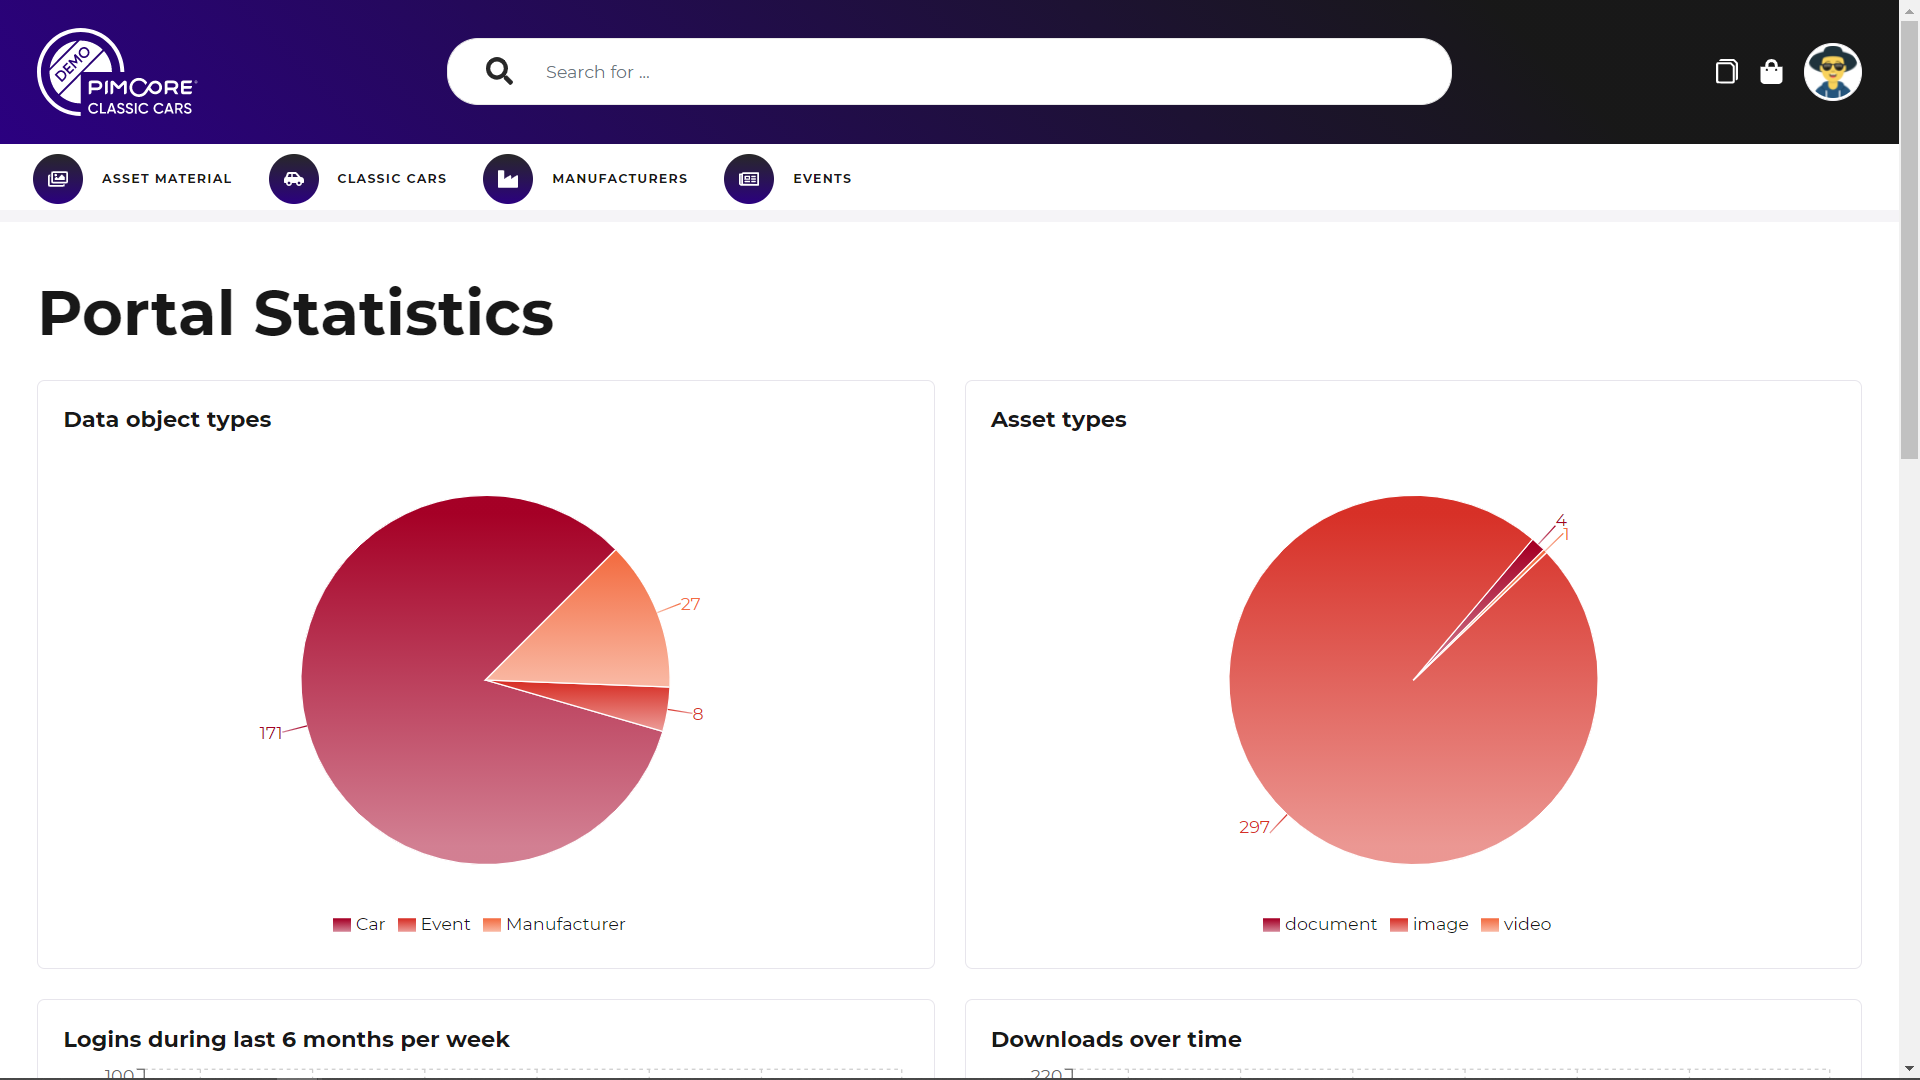 DEMO
PIMCORE
CLASSIC CARS
Search for ...
ASSET MATERIAL
CLASSIC CARS
MANUFACTURERS
EVENTS
Portal Statistics
Data object types
27
8
171
Car Event Manufacturer
Asset types
4
1
297
document image video
Logins during last 6 months per week
100
Downloads over time
220